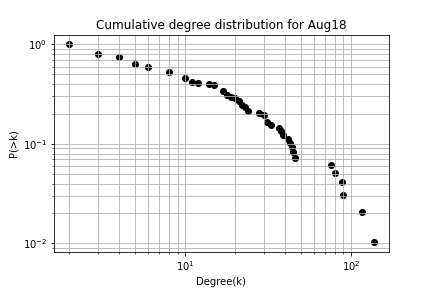 Cumulative degree distribution for Aug18
10⁰
10⁻¹
10⁻²
P(>k)
10¹
10²
Degree(k)